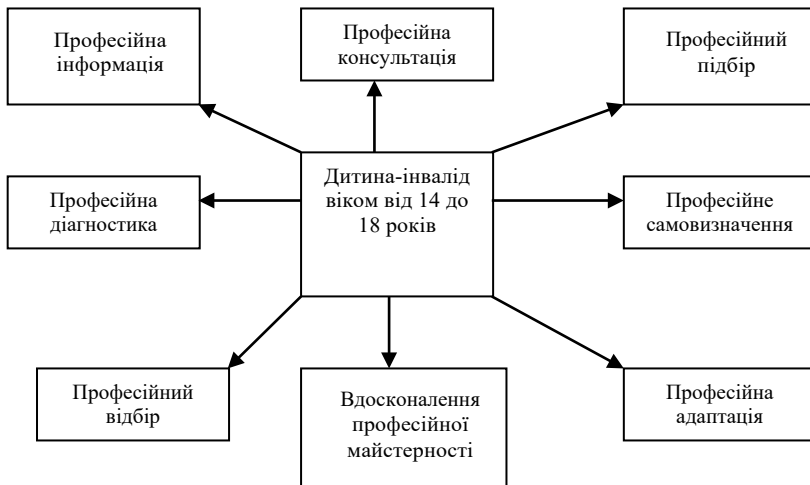 Професійна
інформація
Професійна
консультація
Професійний
підбір
Дитина-інвалід
віком від 14 до
18 років
Професійна
діагностика
Професійне
самовизначення
Професійний
відбір
Вдосконалення
професійної
майстерності
Професійна
адаптація